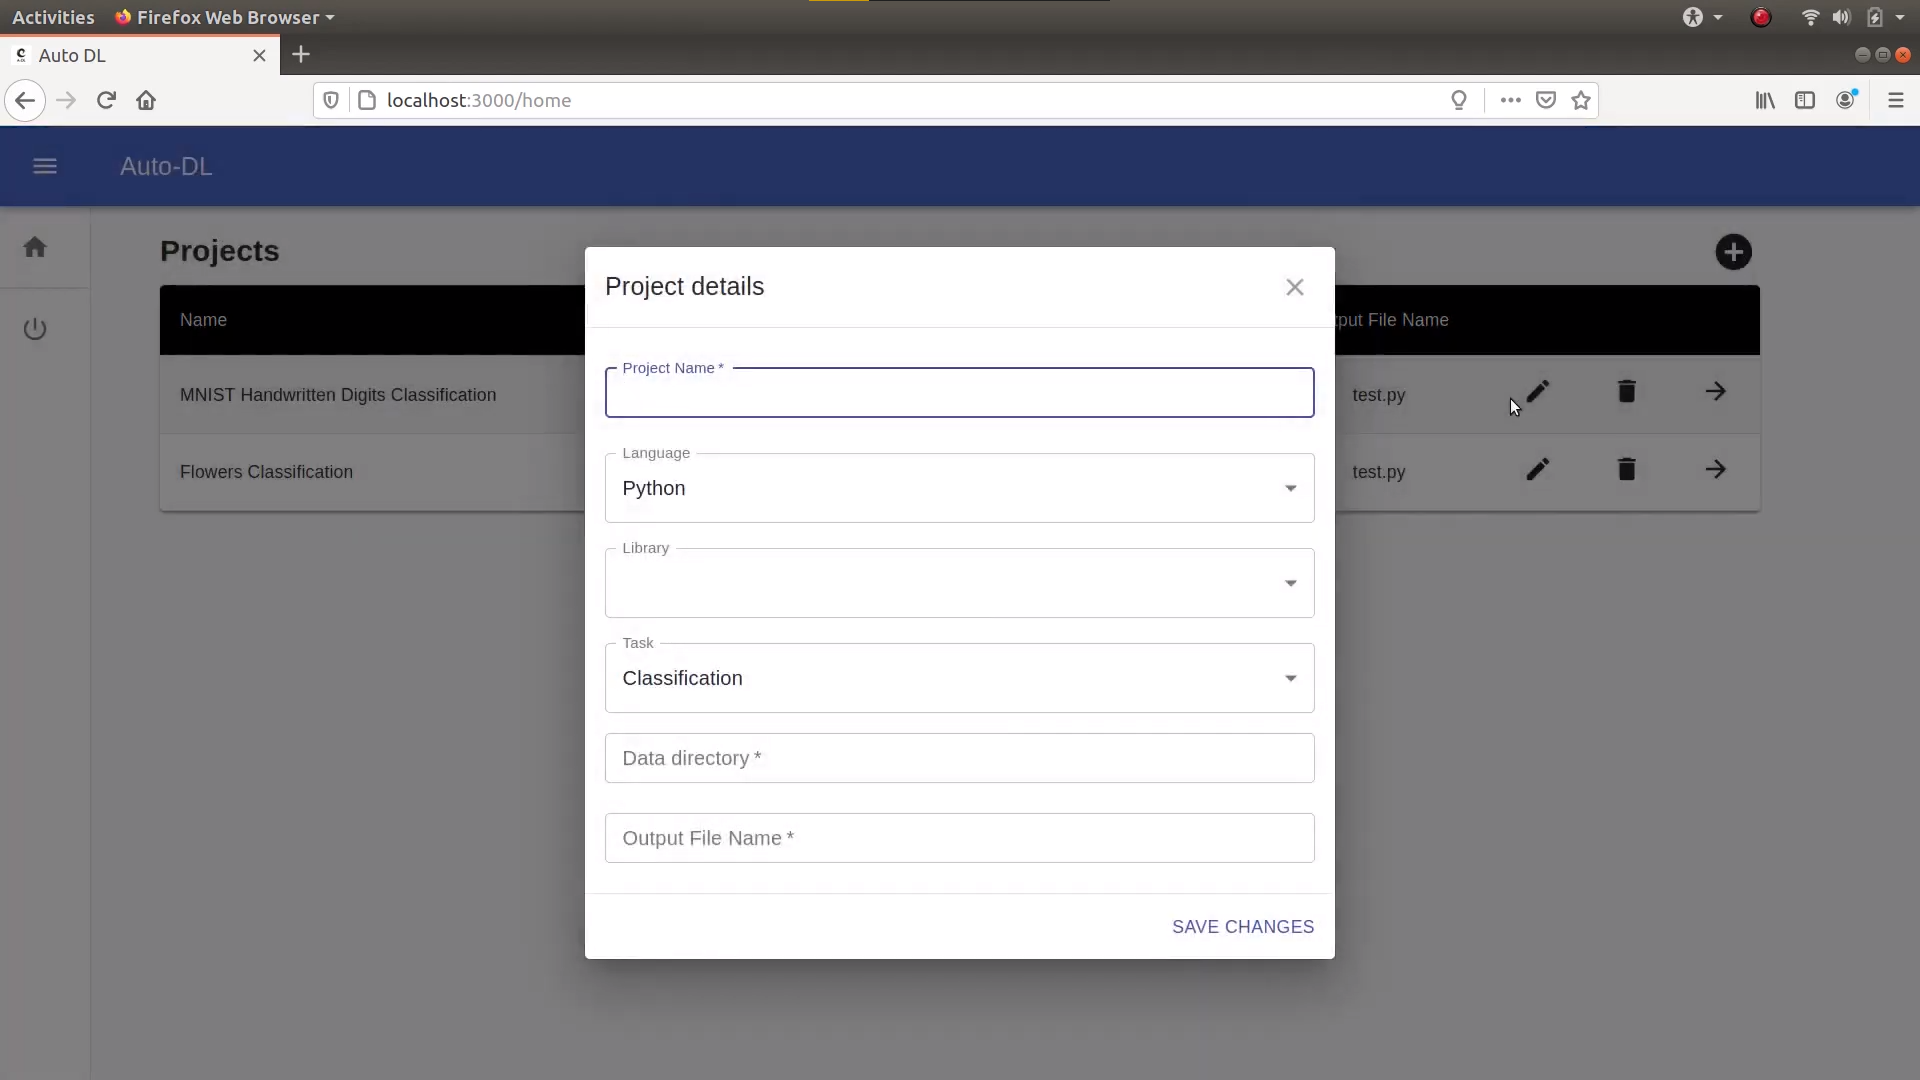 Activities Firefox Web Browser
Auto DL
localhost:3000/home
Auto-DL
Projects
Name
put File Name
MNIST Handwritten Digits Classification
test.py
Flowers Classification
test.py
Project details
Project Name *
Language
Python
Library
Task
Classification
Data directory *
Output File Name *
SAVE CHANGES